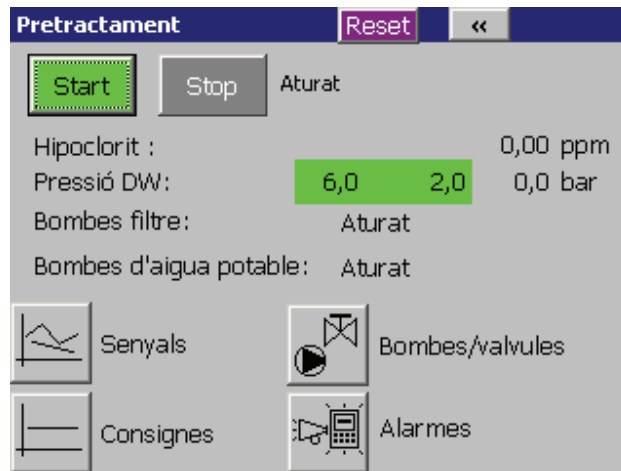 Pretractament Reset «
Start Stop Aturat
Hipoclorit : 0,00 ppm
Pressió DW: 6,0 2,0 0,0 bar
Bombes filtre: Aturat
Bombes d'aigua potable: Aturat
Senyals Bombes/valvules
Consignes Alarmes